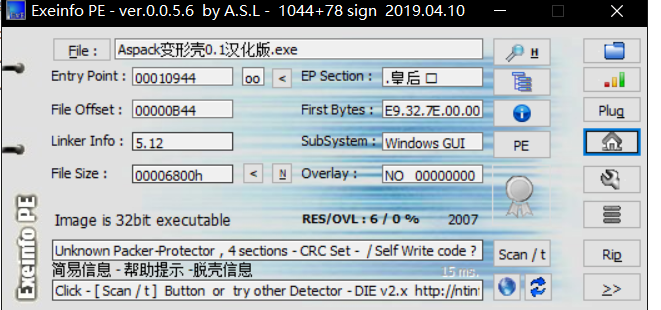 Exeinfo PE - ver.0.0.5.6 by A.S.L - 1044+78 sign 2019.04.10
File : Aspack变形壳0.1汉化版.exe H
Entry Point : 00010944 oo < EP Section : .皇后 □
File Offset : 00000B44 First Bytes : E9.32.7E.00.00 Plug
Linker Info : 5.12 SubSystem : Windows GUI PE
File Size : 00006800h < N Overlay : NO 00000000
Image is 32bit executable RES/OVL : 6 / 0 % 2007
Unknown Packer-Protector , 4 sections - CRC Set - / Self Write code ? Scan / t Rip
简易信息 - 帮助提示 -脱壳信息 15 ms.
Click - [ Scan / t ] Button or try other Detector - DIE v2.x http://ntin >>
Exeinfo PE